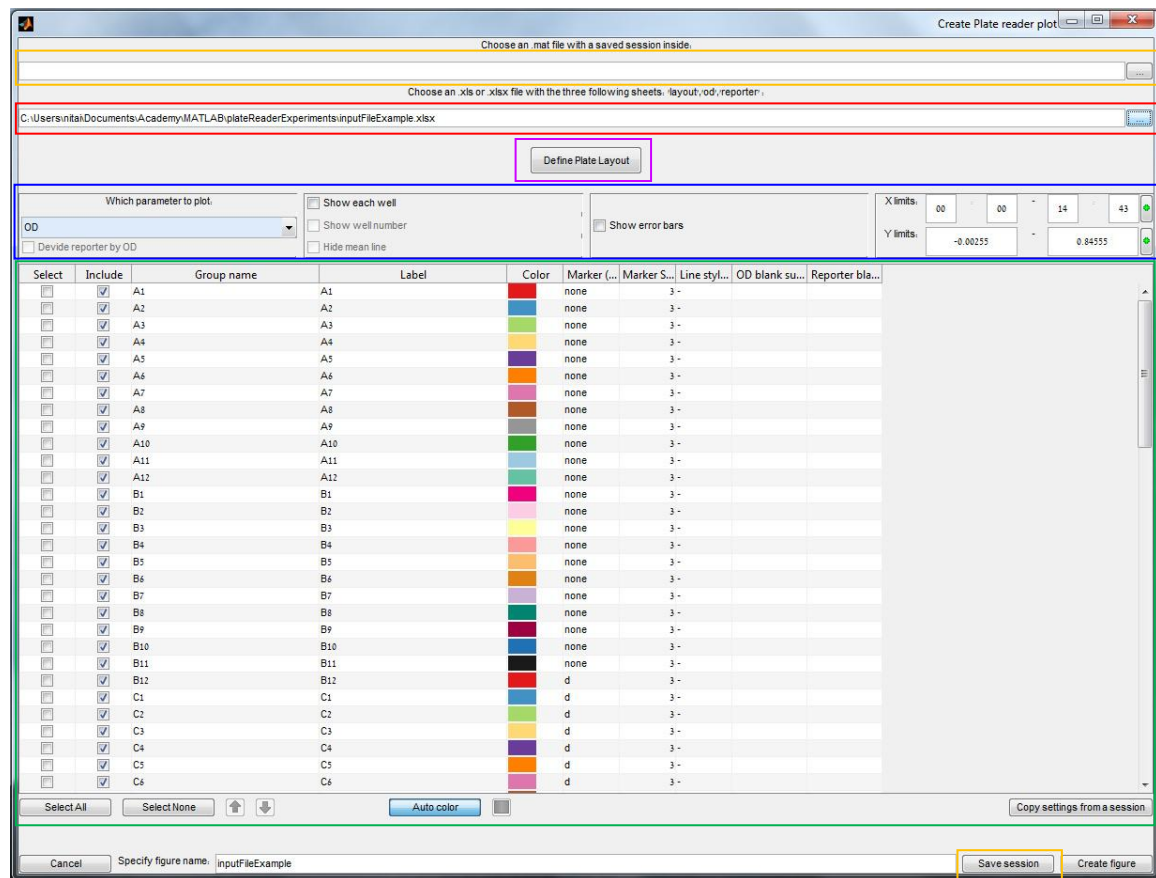 Create Plate reader plot
Choose an .mat file with a saved session inside:
...
Choose an .xls or .xlsx file with the three following sheets: 'layout','od','reporter' :
C:\Users\nitai\Documents\Academy\MATLAB\plateReaderExperiments\inputFileExample.xlsx ...
Define Plate Layout
Which parameter to plot: Show each well X limits: 00 : 00 - 14 : 43
OD Show well number Show error bars
Devide reporter by OD Hide mean line Y limits: -0.00255 - 0.84555
Select Include Group name Label Color Marker (... Marker S... Line styl... OD blank su... Reporter bla...
A1 A1 none 3 -
A2 A2 none 3 -
A3 A3 none 3 -
A4 A4 none 3 -
A5 A5 none 3 -
A6 A6 none 3 -
A7 A7 none 3 -
A8 A8 none 3 -
A9 A9 none 3 -
A10 A10 none 3 -
A11 A11 none 3 -
A12 A12 none 3 -
B1 B1 none 3 -
B2 B2 none 3 -
B3 B3 none 3 -
B4 B4 none 3 -
B5 B5 none 3 -
B6 B6 none 3 -
B7 B7 none 3 -
B8 B8 none 3 -
B9 B9 none 3 -
B10 B10 none 3 -
B11 B11 none 3 -
B12 B12 d 3 -
C1 C1 d 3 -
C2 C2 d 3 -
C3 C3 d 3 -
C4 C4 d 3 -
C5 C5 d 3 -
C6 C6 d 3 -
Select All Select None Auto color Copy settings from a session
Cancel Specify figure name: inputFileExample Save session Create figure